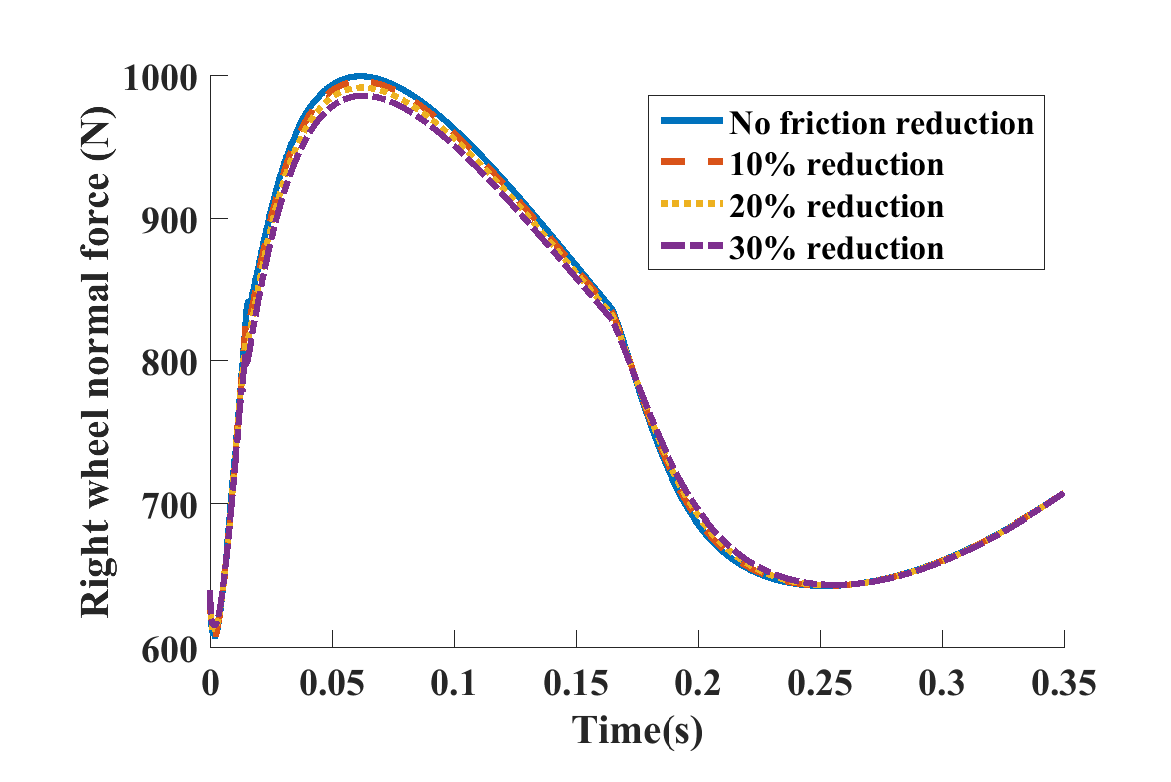 1000
900
800
700
600
Right wheel normal force (N)
No friction reduction
10% reduction
20% reduction
30% reduction
0 0.05 0.1 0.15 0.2 0.25 0.3 0.35
Time(s)